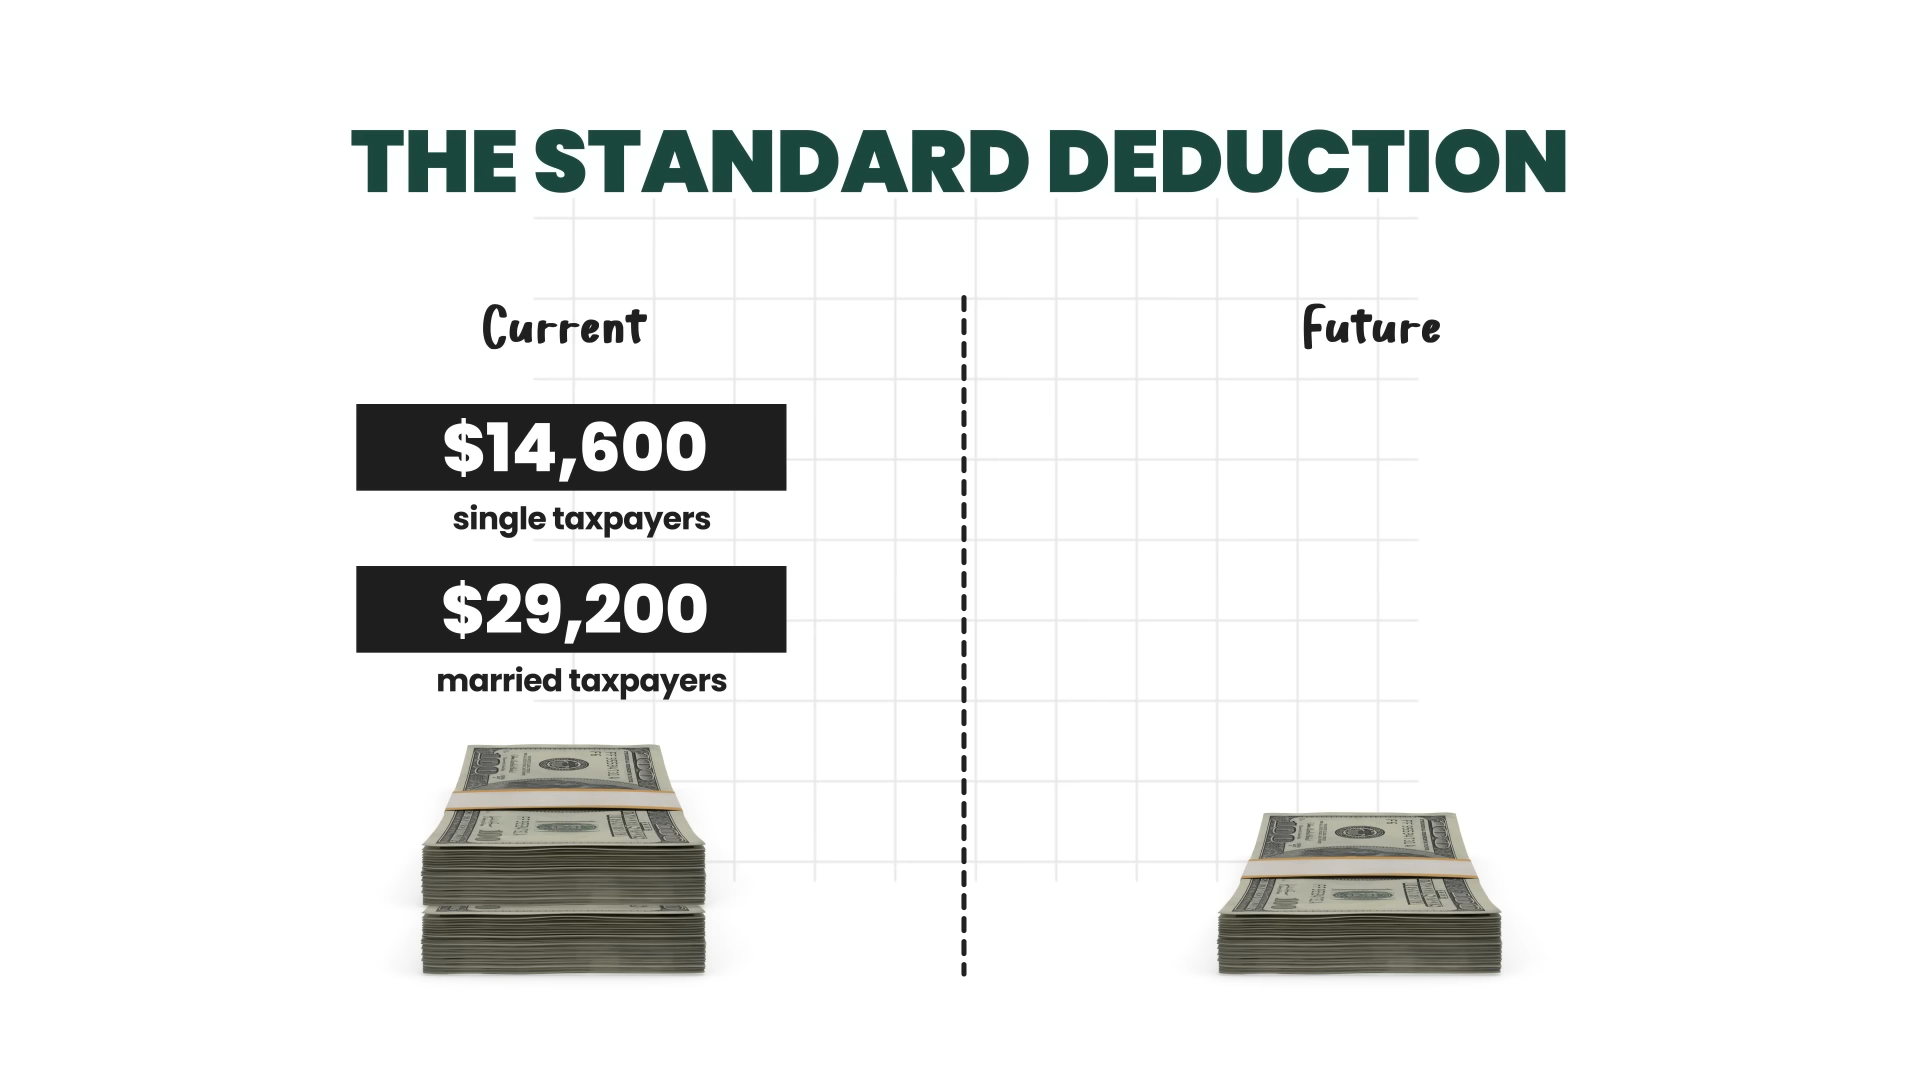 THE STANDARD DEDUCTION
Current
Future
$14,600
single taxpayers
$29,200
married taxpayers